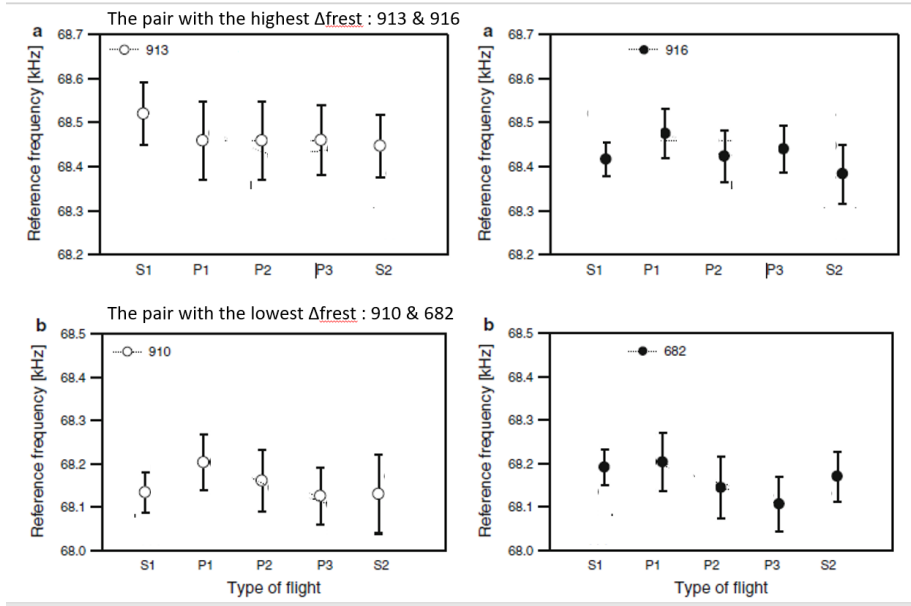 The pair with the highest Δfrest : 913 & 916
a
68.7
68.6
68.5
68.4
68.3
68.2
Reference frequency [kHz]
913
S1 P1 P2 P3 S2
a
68.7
68.6
68.5
68.4
68.3
68.2
Reference frequency [kHz]
916
S1 P1 P2 P3 S2
The pair with the lowest Δfrest : 910 & 682
b
68.5
68.4
68.3
68.2
68.1
68.0
Reference frequency [kHz]
910
S1 P1 P2 P3 S2
Type of flight
b
68.5
68.4
68.3
68.2
68.1
68.0
Reference frequency [kHz]
682
S1 P1 P2 P3 S2
Type of flight